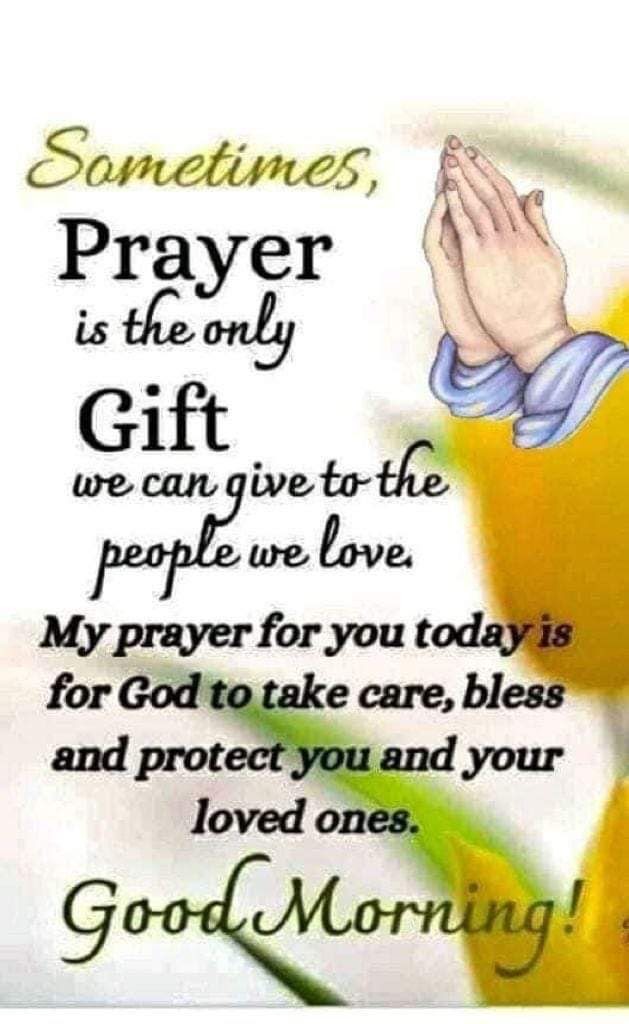 Sometimes,
Prayer
is the only
Gift
we can give to the
people we love.
My prayer for you today is
for God to take care, bless
and protect you and your
loved ones.
Good Morning!